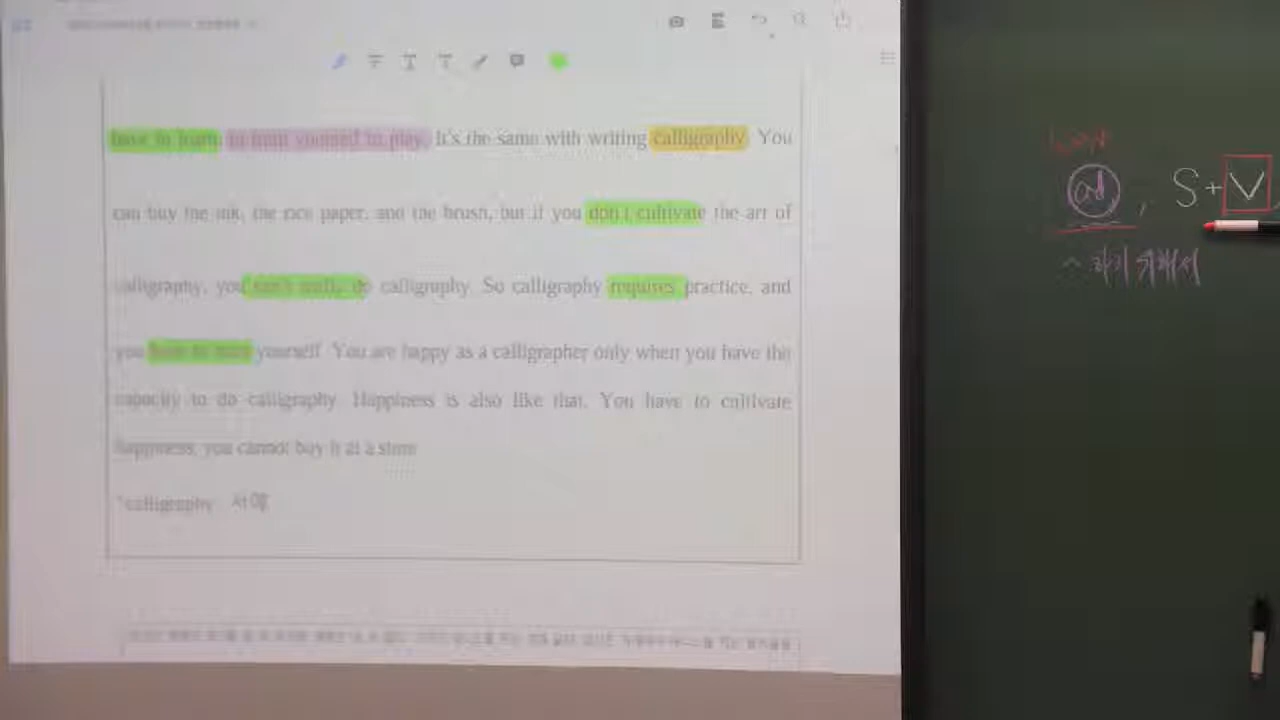 have to learn to train yourself to play. It's the same with writing calligraphy. You
can buy the ink, the rice paper, and the brush, but if you don't cultivate the art of
calligraphy, you can't really do calligraphy. So calligraphy requires practice, and
you have to train yourself. You are happy as a calligrapher only when you have the
capacity to do calligraphy. Happiness is also like that. You have to cultivate
happiness; you cannot buy it at a store.
*calligraphy 서예
ad, S+V
~ 하기 위해서